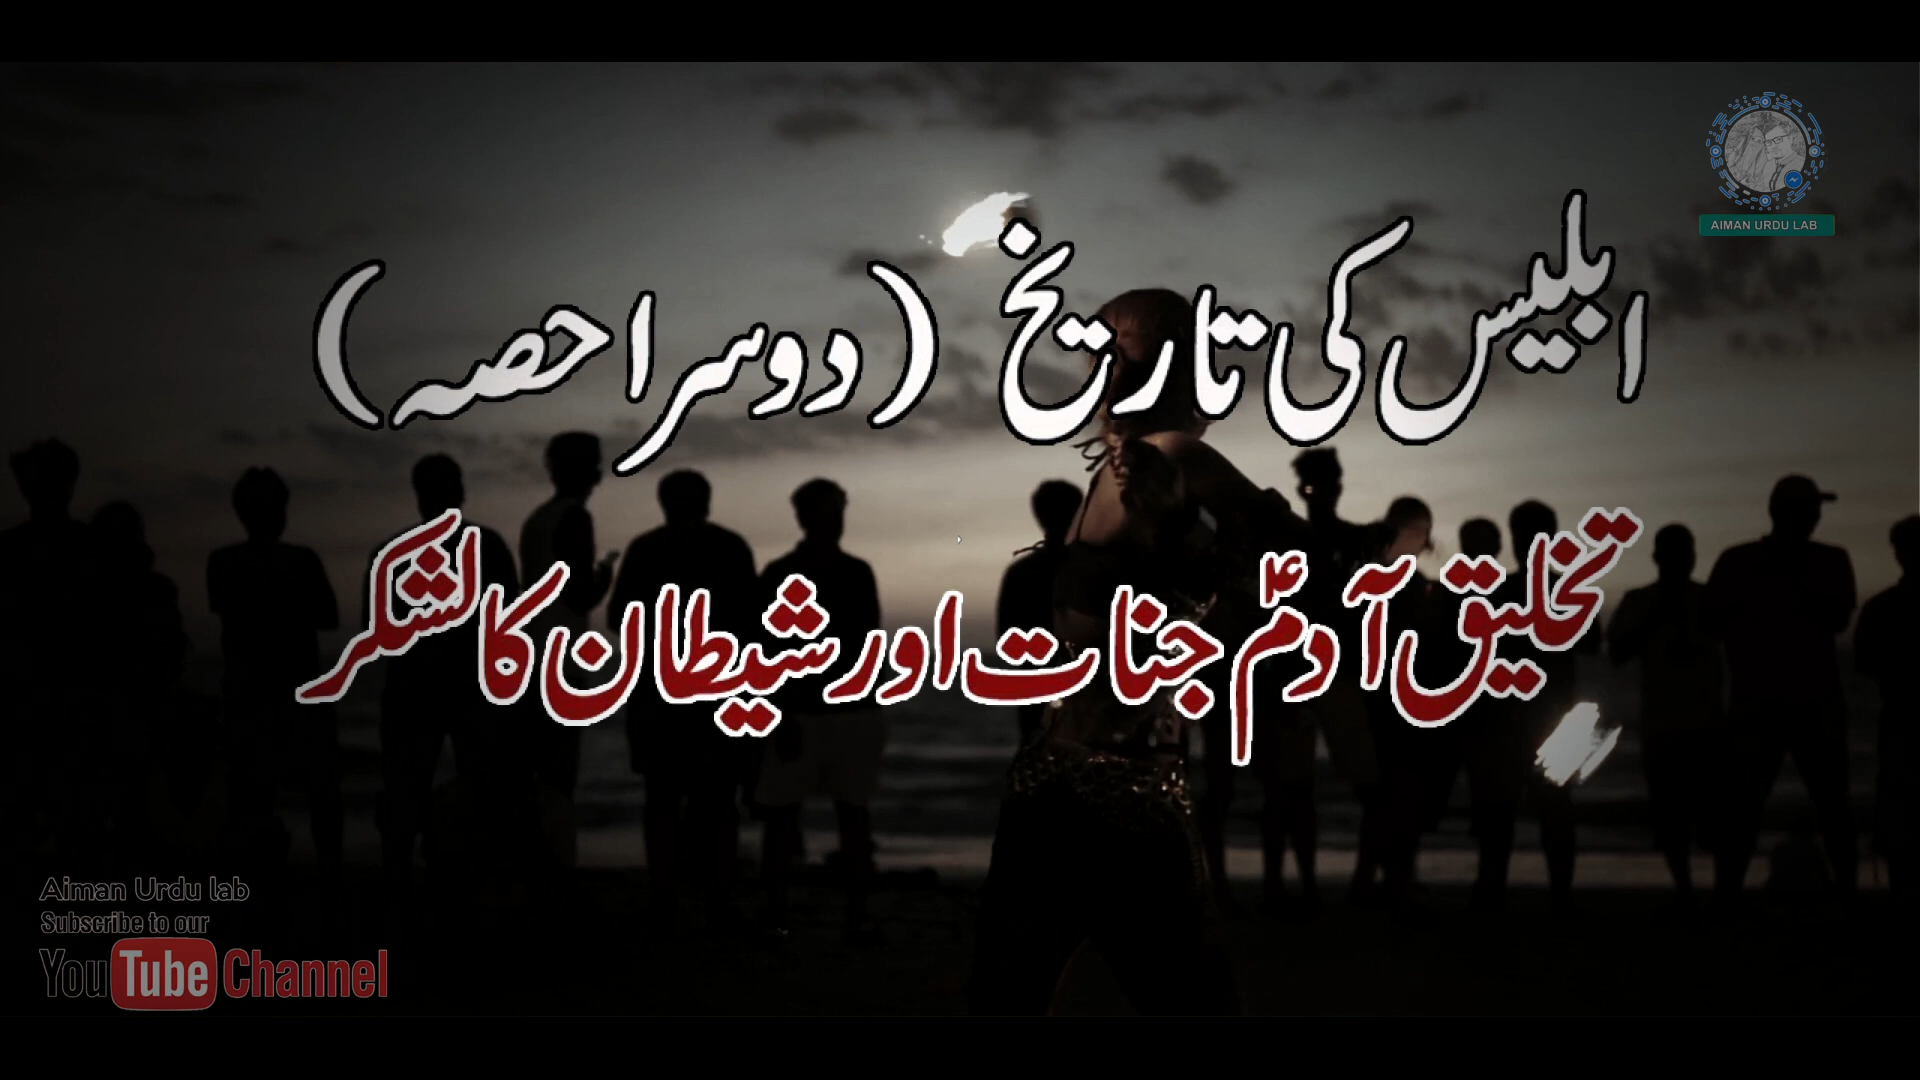 AIMAN URDU LAB
ابلیس کی تاریخ (دوسرا حصہ)
تخلیق آدمؑ جنات اور شیطان کا لشکر
Aiman Urdu lab
Subscribe to our
YouTube Channel